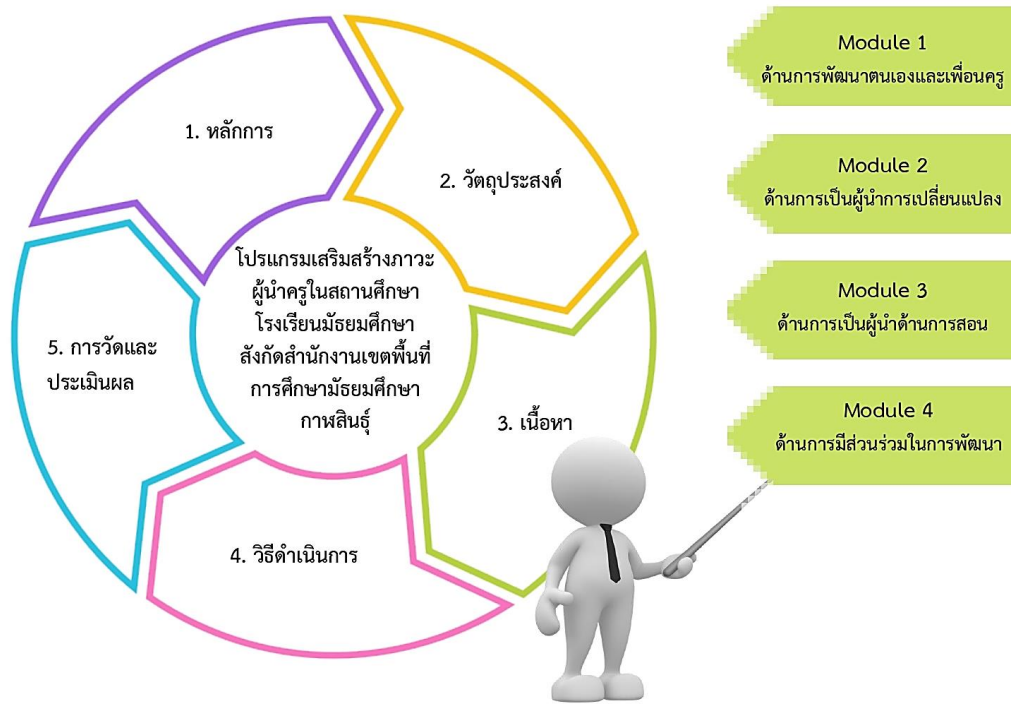 1. หลักการ
2. วัตถุประสงค์
3. เนื้อหา
4. วิธีดำเนินการ
5. การวัดและ
ประเมินผล
โปรแกรมเสริมสร้างภาวะ
ผู้นำครูในสถานศึกษา
โรงเรียนมัธยมศึกษา
สังกัดสำนักงานเขตพื้นที่
การศึกษามัธยมศึกษา
กาฬสินธุ์
Module 1
ด้านการพัฒนาตนเองและเพื่อนครู
Module 2
ด้านการเป็นผู้นำการเปลี่ยนแปลง
Module 3
ด้านการเป็นผู้นำด้านการสอน
Module 4
ด้านการมีส่วนร่วมในการพัฒนา